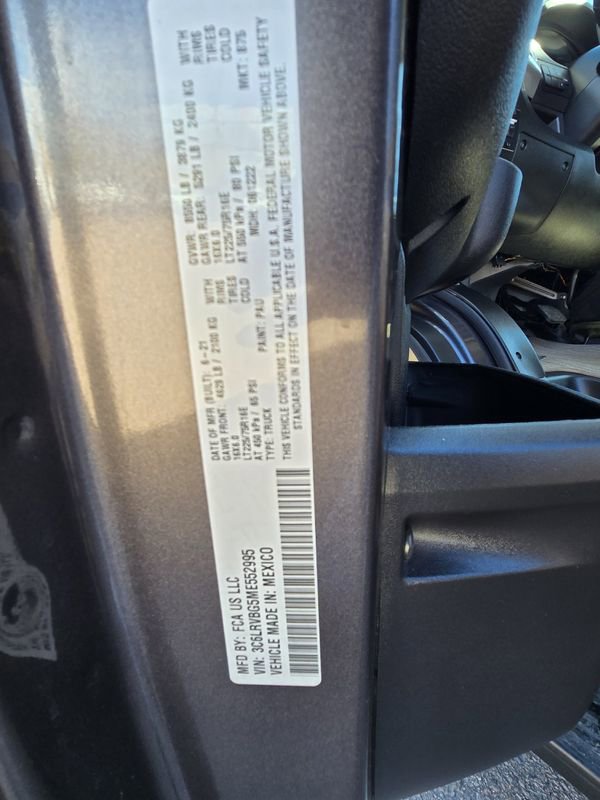 MFD BY: FCA US LLC
VIN: 3C6LRVBG5ME552995
VEHICLE MADE IN: MEXICO
DATE OF MFR (BUILT): 6-21 GVWR: 8550 LB / 3878 KG
GAWR FRONT: 4629 LB / 2100 KG WITH GAWR REAR: 5291 LB / 2400 KG WITH
16X6.0 RIMS 16X6.0 RIMS
LT225/75R16E TIRES LT225/75R16E TIRES
AT 450 kPa / 65 PSI COLD AT 550 kPa / 80 PSI COLD
TYPE: TRUCK PAINT: PAU MDH: 061222 MKT: 875
THIS VEHICLE CONFORMS TO ALL APPLICABLE U.S.A. FEDERAL MOTOR VEHICLE SAFETY
STANDARDS IN EFFECT ON THE DATE OF MANUFACTURE SHOWN ABOVE.